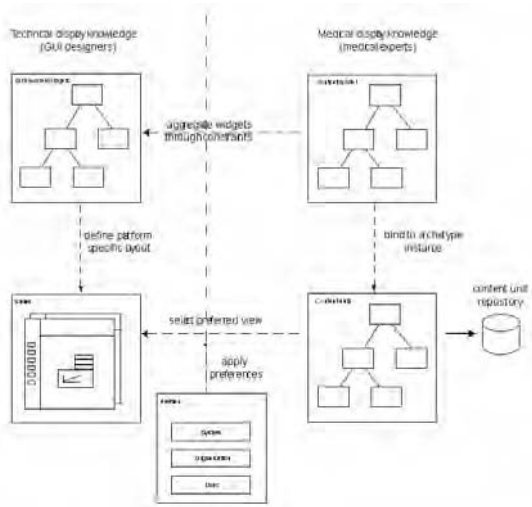 Technical display knowledge
(GUI designers)
Medical display knowledge
(medical experts)
aggregate widgets
through constraints
define platform
specific layout
bind to archetype
instance
content unit
repository
select preferred view
apply
preferences
System
Organisation
User